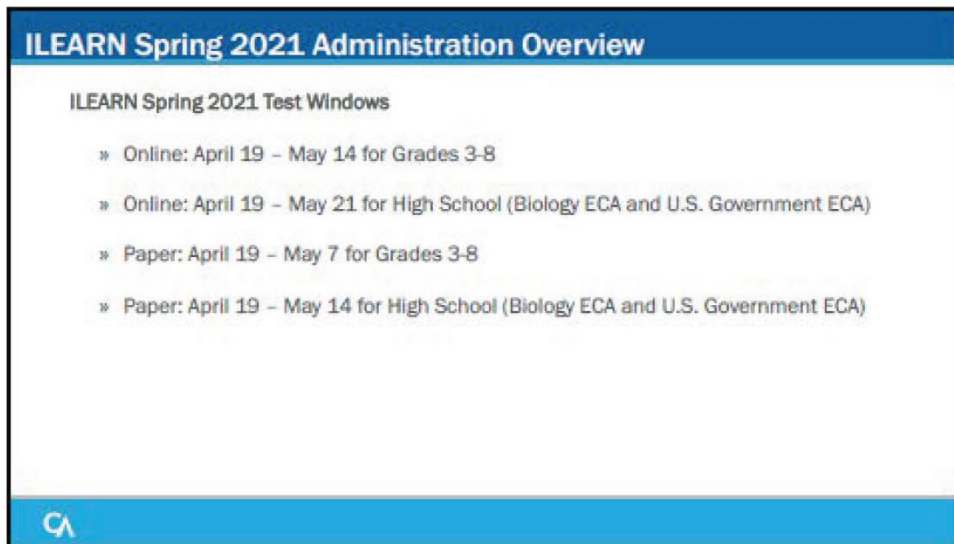 ILEARN Spring 2021 Administration Overview
ILEARN Spring 2021 Test Windows
» Online: April 19 – May 14 for Grades 3-8
» Online: April 19 – May 21 for High School (Biology ECA and U.S. Government ECA)
» Paper: April 19 – May 7 for Grades 3-8
» Paper: April 19 – May 14 for High School (Biology ECA and U.S. Government ECA)
CA